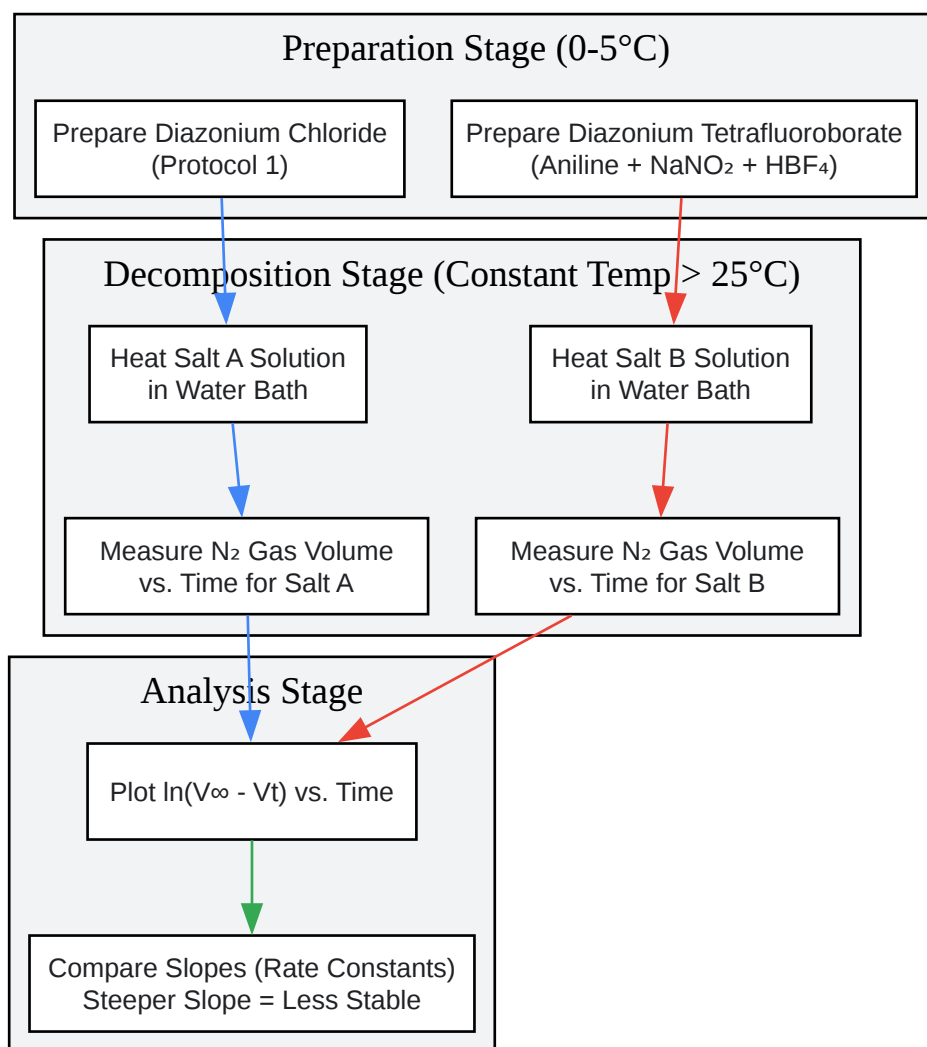 Preparation Stage (0-5°C)
Prepare Diazonium Chloride
(Protocol 1)
Prepare Diazonium Tetrafluoroborate
(Aniline + NaNO₂ + HBF₄)
Decomposition Stage (Constant Temp > 25°C)
Heat Salt A Solution
in Water Bath
Heat Salt B Solution
in Water Bath
Measure N₂ Gas Volume
vs. Time for Salt A
Measure N₂ Gas Volume
vs. Time for Salt B
Analysis Stage
Plot ln(V∞ - Vt) vs. Time
Compare Slopes (Rate Constants)
Steeper Slope = Less Stable